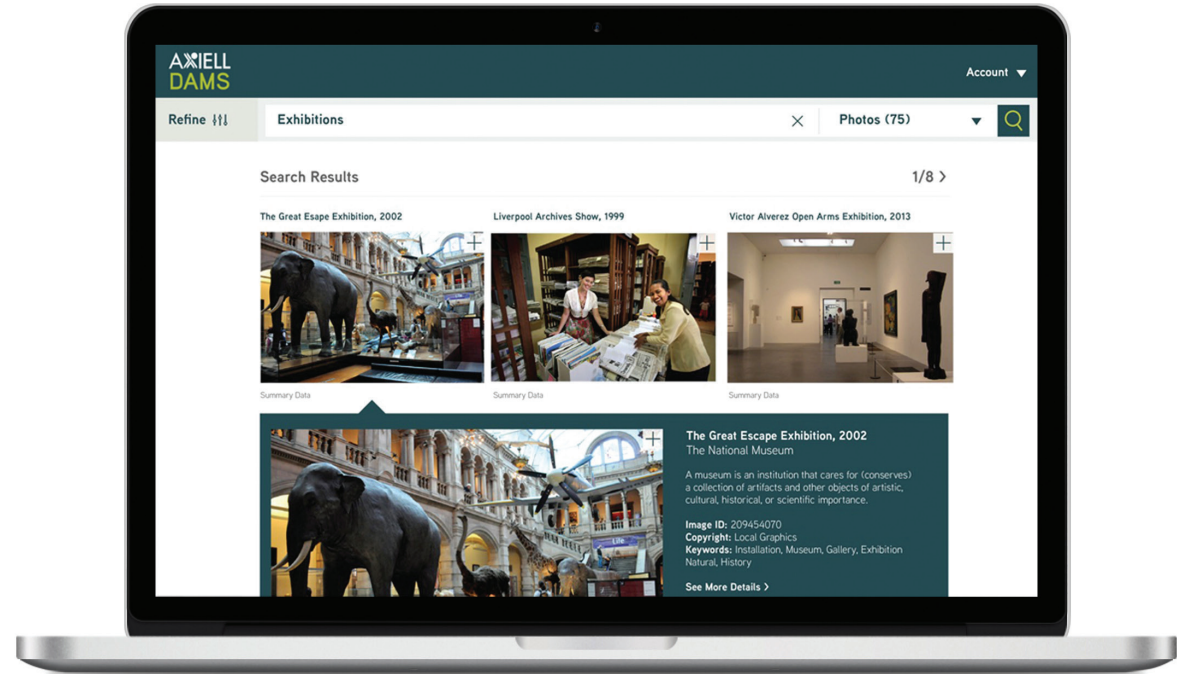 AXIELL
DAMS
Account
Refine
Exhibitions
Photos (75)
Search Results
1/8
The Great Esape Exhibition, 2002
Liverpool Archives Show, 1999
Victor Alverez Open Arms Exhibition, 2013
Summary Data
Summary Data
Summary Data
Life
The Great Escape Exhibition, 2002
The National Museum
A museum is an institution that cares for (conserves)
a collection of artifacts and other objects of artistic,
cultural, historical, or scientific importance.
Image ID: 209454070
Copyright: Local Graphics
Keywords: Installation, Museum, Gallery, Exhibition
Natural, History
See More Details >